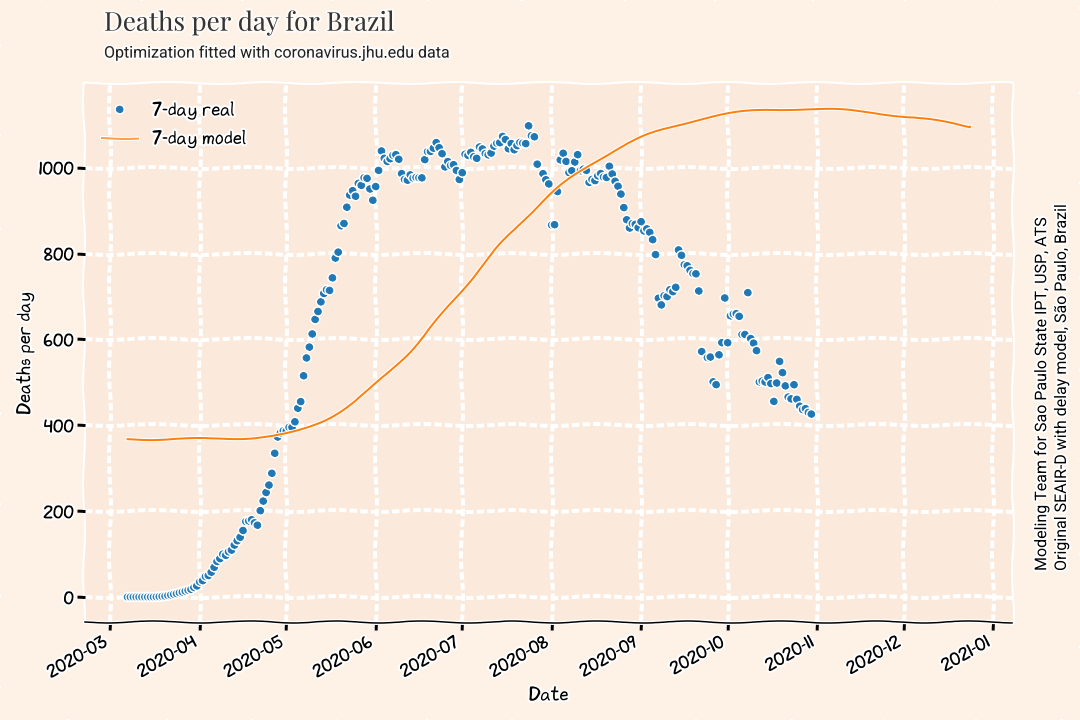 Deaths per day for Brazil
Optimization fitted with coronavirus.jhu.edu data
7-day real
7-day model
Deaths per day
1000
800
600
400
200
0
2020-03
2020-04
2020-05
2020-06
2020-07
2020-08
2020-09
2020-10
2020-11
2020-12
2021-01
Date
Modeling Team for Sao Paulo State IPT, USP, ATS
Original SEAIR-D with delay model, São Paulo, Brazil